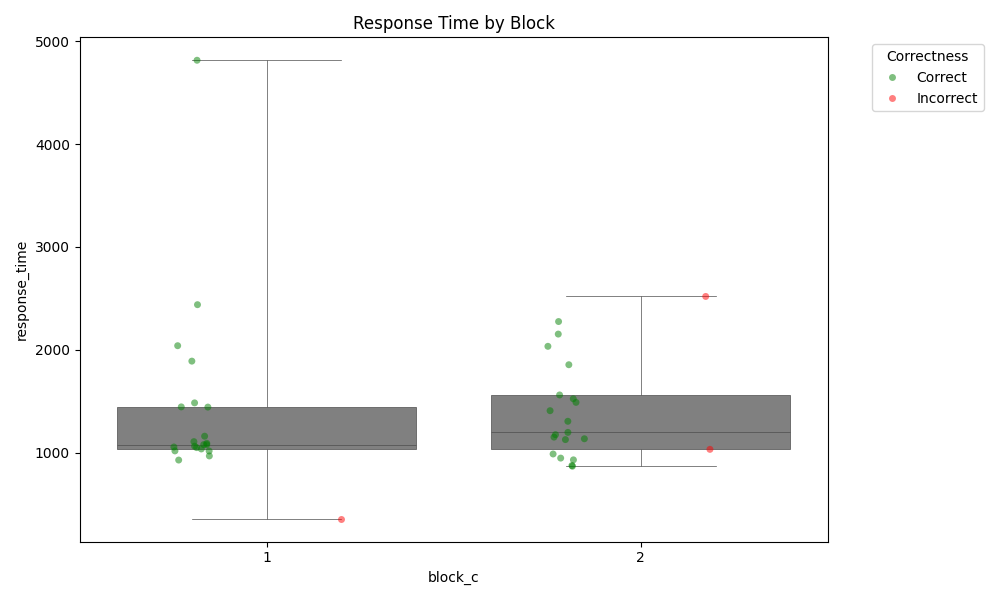 Response Time by Block
Correctness
Correct
Incorrect
response_time
5000
4000
3000
2000
1000
1
2
block_c